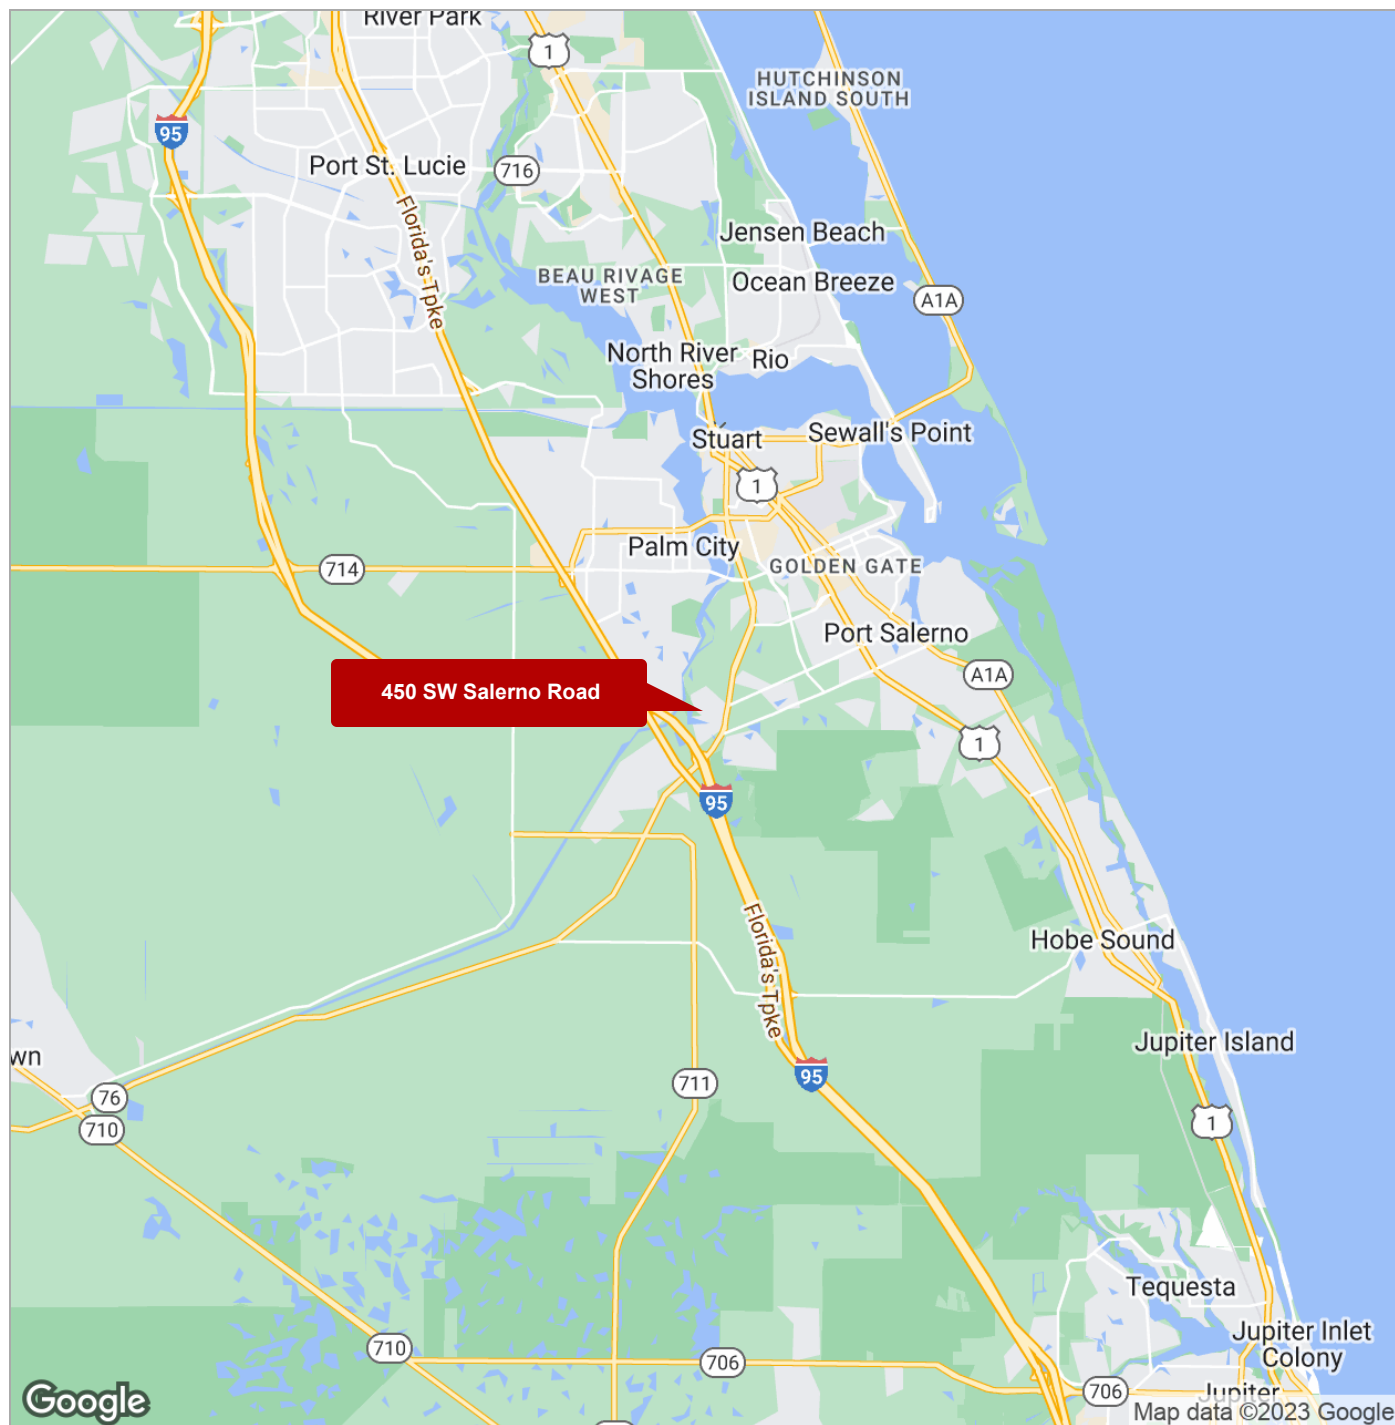 River Park
1
HUTCHINSON
ISLAND SOUTH
95
Port St. Lucie
716
Florida's Tpke
Jensen Beach
BEAU RIVAGE
WEST
Ocean Breeze
A1A
North River
Shores
Rio
Stuart
Sewall's Point
1
Palm City
714
GOLDEN GATE
Port Salerno
A1A
450 SW Salerno Road
1
95
Florida's Tpke
Hobe Sound
Jupiter Island
wn
76
710
711
95
1
Tequesta
Jupiter Inlet
Colony
710
706
706
Jupiter
Google
Map data ©2023 Google